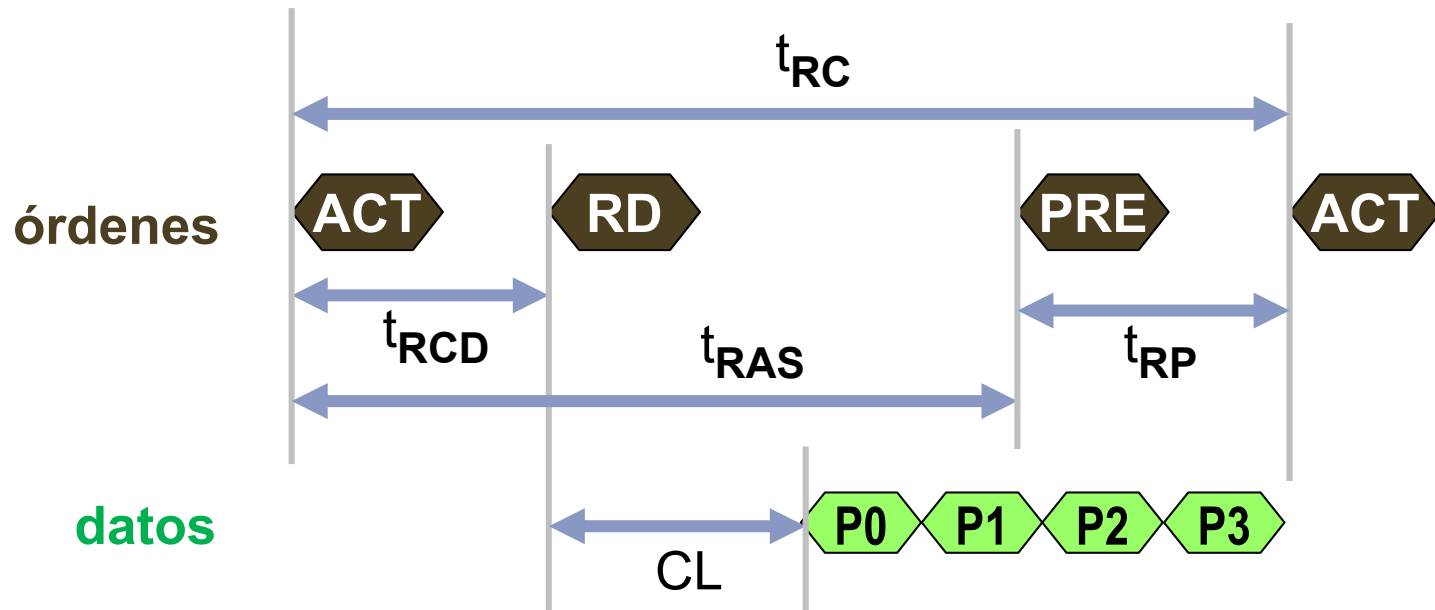 tRC
órdenes ACT RD PRE ACT
tRCD tRAS tRP
datos P0 P1 P2 P3
CL